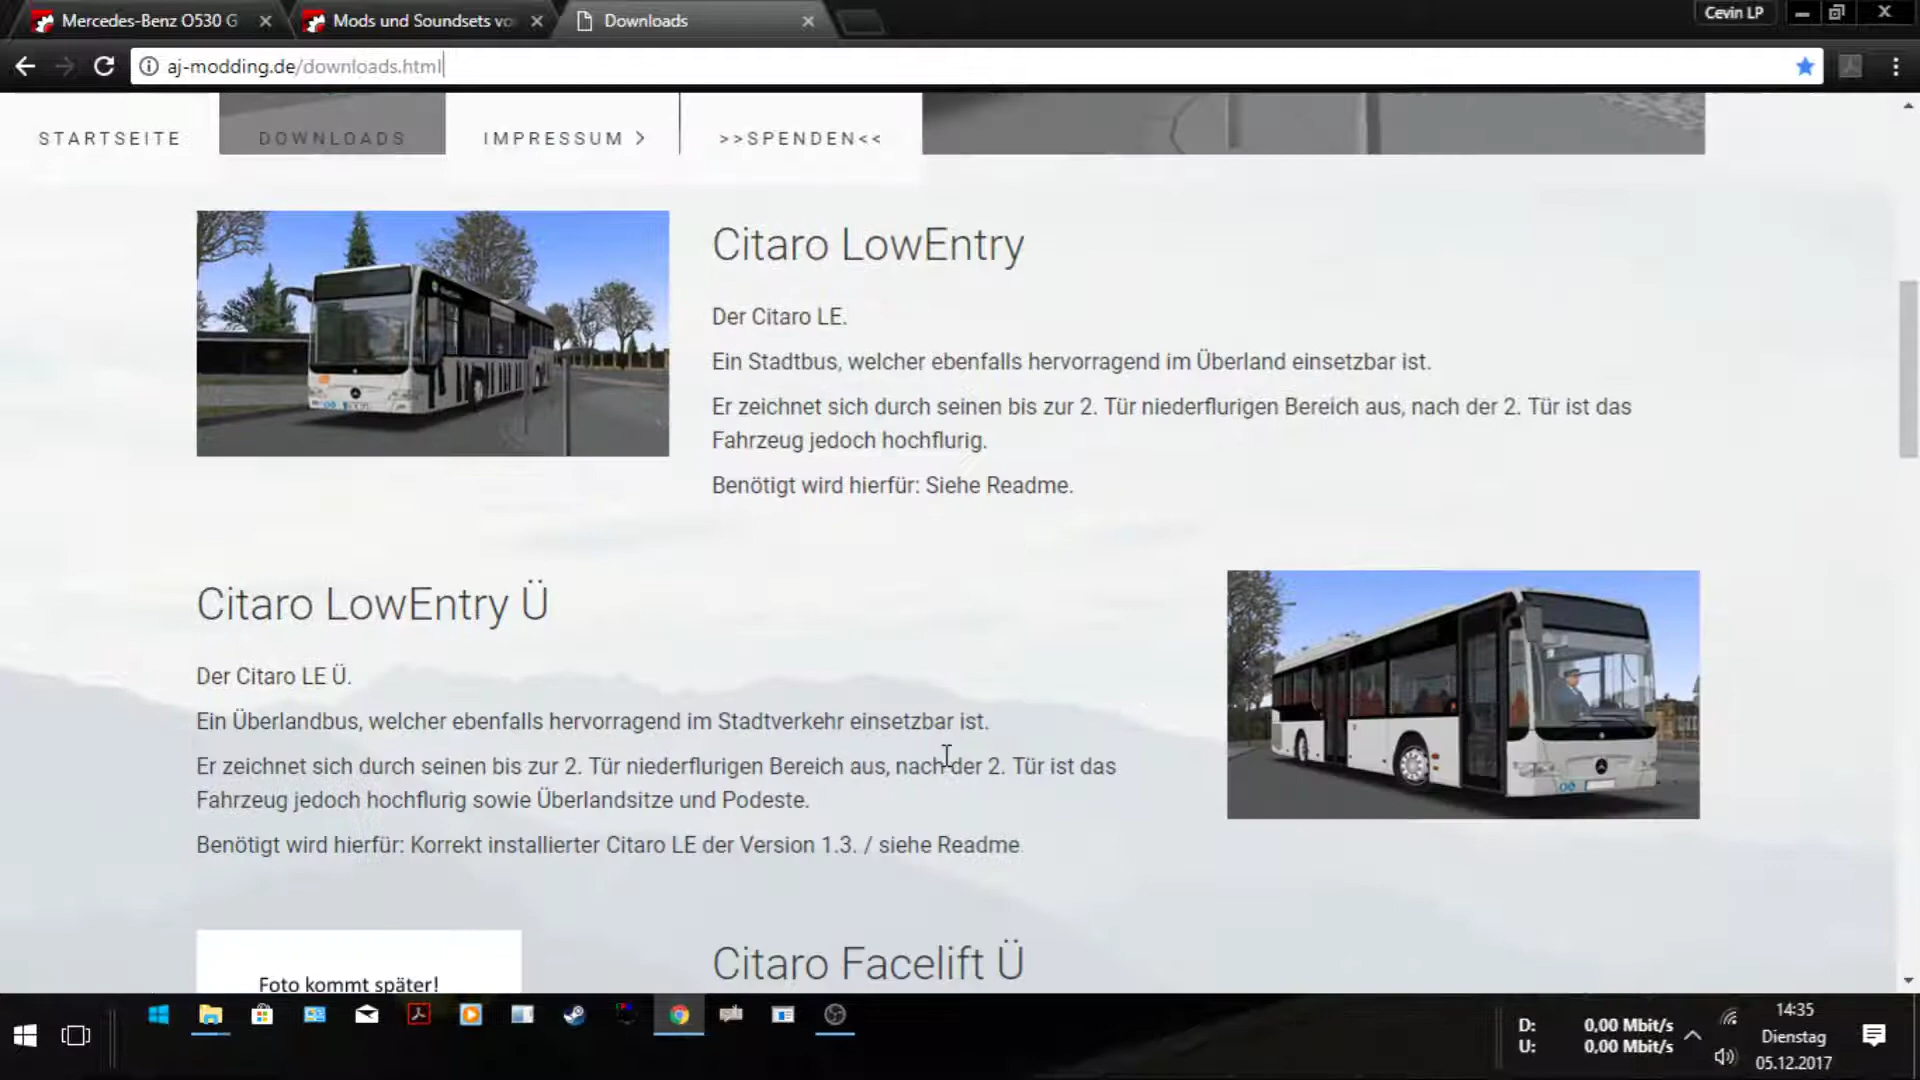 Mercedes-Benz O530 G
Mods und Soundsets vo
Downloads
Cevin LP
aj-modding.de/downloads.html
STARTSEITE
DOWNLOADS
IMPRESSUM >
>>SPENDEN<<
Citaro LowEntry
Der Citaro LE.
Ein Stadtbus, welcher ebenfalls hervorragend im Überland einsetzbar ist.
Er zeichnet sich durch seinen bis zur 2. Tür niederflurigen Bereich aus, nach der 2. Tür ist das
Fahrzeug jedoch hochflurig.
Benötigt wird hierfür: Siehe Readme.
Citaro LowEntry Ü
Der Citaro LE Ü.
Ein Überlandbus, welcher ebenfalls hervorragend im Stadtverkehr einsetzbar ist.
Er zeichnet sich durch seinen bis zur 2. Tür niederflurigen Bereich aus, nach der 2. Tür ist das
Fahrzeug jedoch hochflurig sowie Überlandsitze und Podeste.
Benötigt wird hierfür: Korrekt installierter Citaro LE der Version 1.3. / siehe Readme
Foto kommt später!
Citaro Facelift Ü
D: 0,00 Mbit/s
U: 0,00 Mbit/s
14:35
Dienstag
05.12.2017